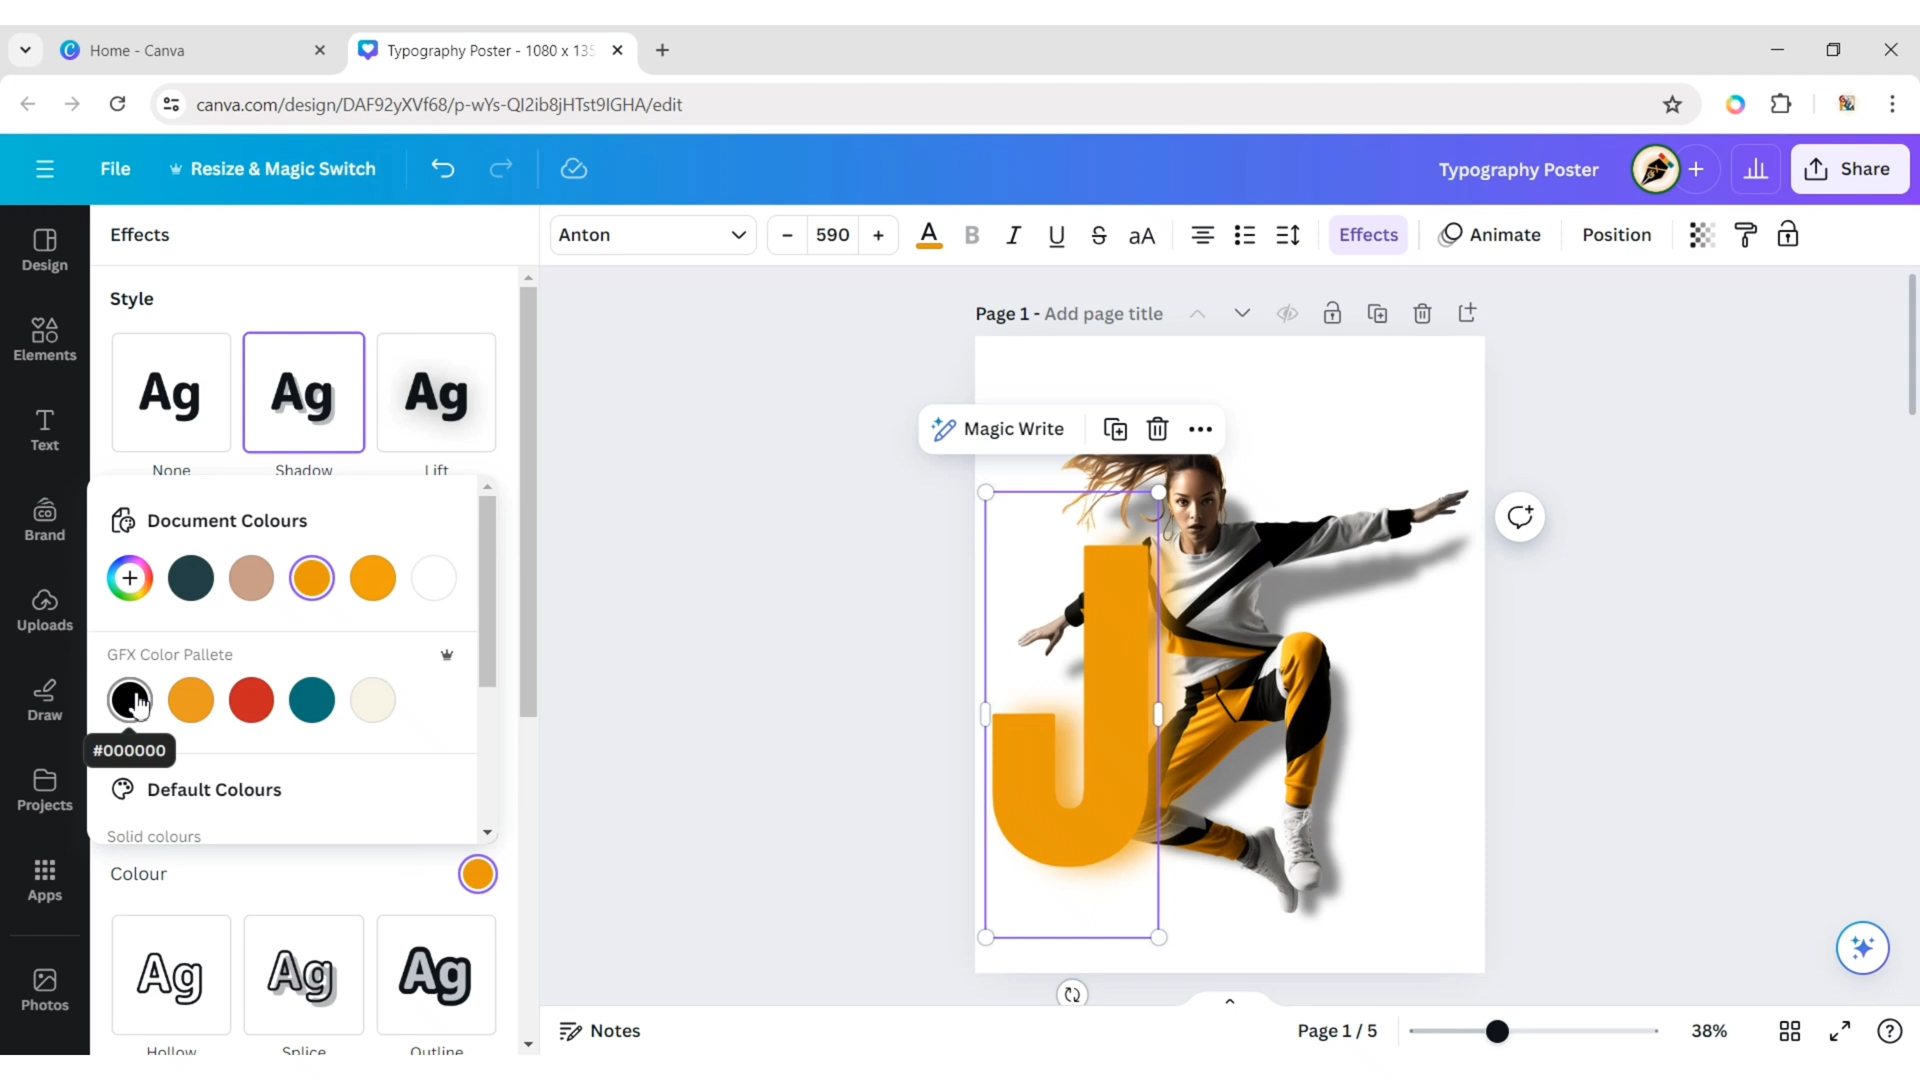 Home - Canva
Typography Poster - 1080 x 135
canva.com/design/DAF92yXVf68/p-wYs-QI2ib8jHTst9IGHA/edit
File
Resize & Magic Switch
Typography Poster
Share
Design
Elements
Text
Brand
Uploads
Draw
Projects
Apps
Photos
Effects
Anton
590
A
B
I
U
S
aA
Effects
Animate
Position
Style
Ag
Ag
Ag
None
Shadow
Lift
Document Colours
GFX Color Pallete
#000000
Default Colours
Solid colours
Colour
Ag
Ag
Ag
Hollow
Splice
Outline
Page 1 - Add page title
Magic Write
J
Notes
Page 1 / 5
38%